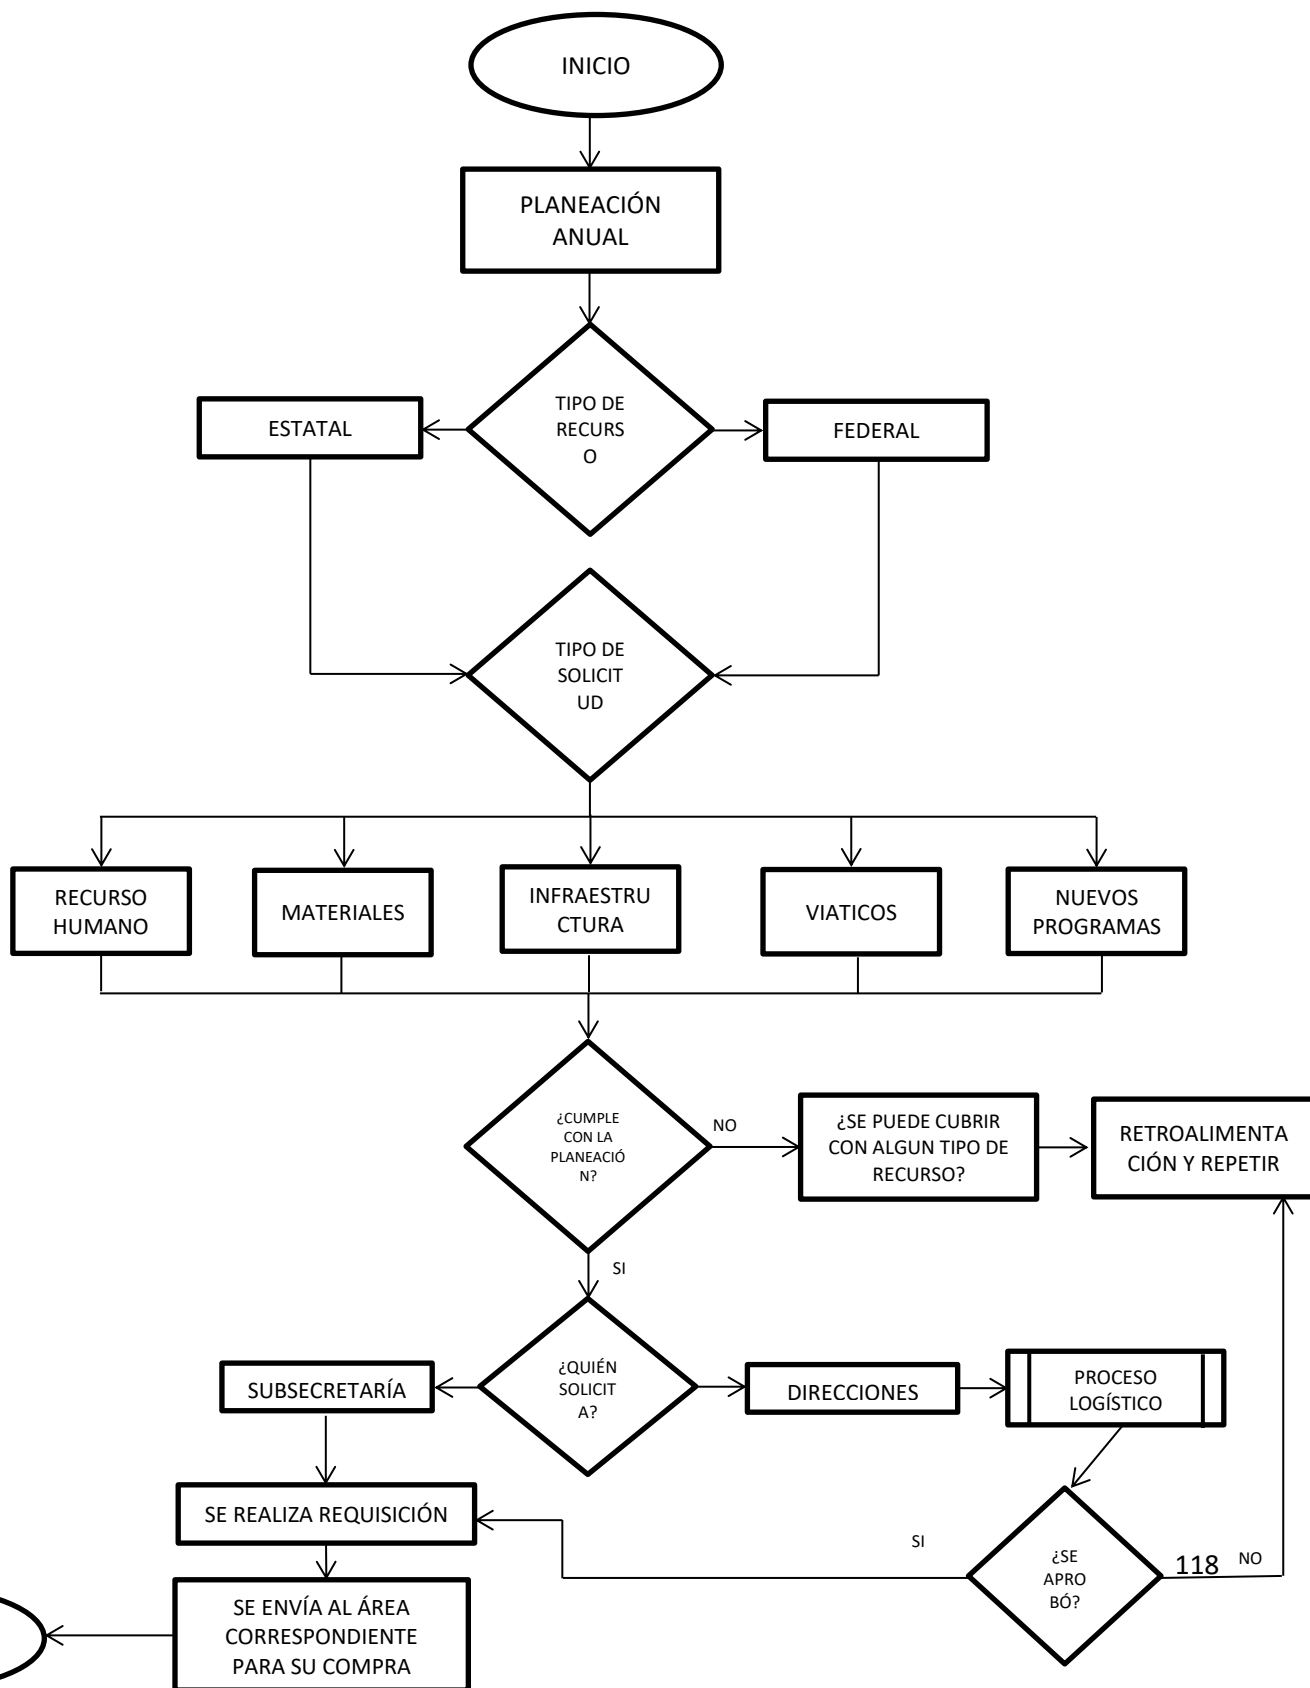 INICIO
PLANEACIÓN
ANUAL
TIPO DE
RECURS
O
ESTATAL
FEDERAL
TIPO DE
SOLICIT
UD
RECURSO
HUMANO
MATERIALES
INFRAESTRU
CTURA
VIATICOS
NUEVOS
PROGRAMAS
¿CUMPLE
CON LA
PLANEACIÓ
N?
NO
¿SE PUEDE CUBRIR
CON ALGUN TIPO DE
RECURSO?
RETROALIMENTA
CIÓN Y REPETIR
SI
¿QUIÉN
SOLICIT
A?
SUBSECRETARÍA
DIRECCIONES
PROCESO
LOGÍSTICO
SE REALIZA REQUISICIÓN
SI
¿SE
APRO
BÓ?
118
NO
SE ENVÍA AL ÁREA
CORRESPONDIENTE
PARA SU COMPRA